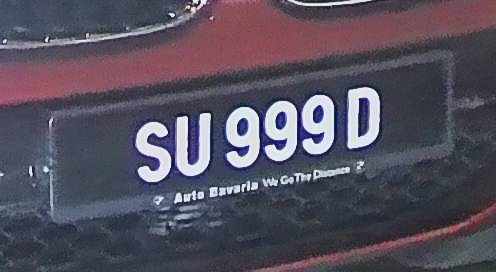 SU 999 D
Auto Bavaria We Go The Distance